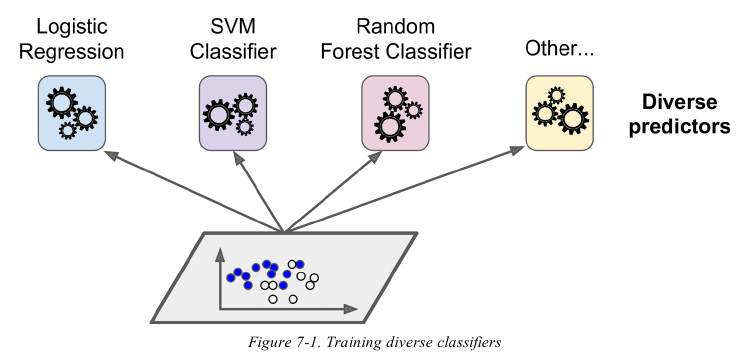 Logistic
Regression
SVM
Classifier
Random
Forest Classifier
Other...
Diverse
predictors
Figure 7-1. Training diverse classifiers